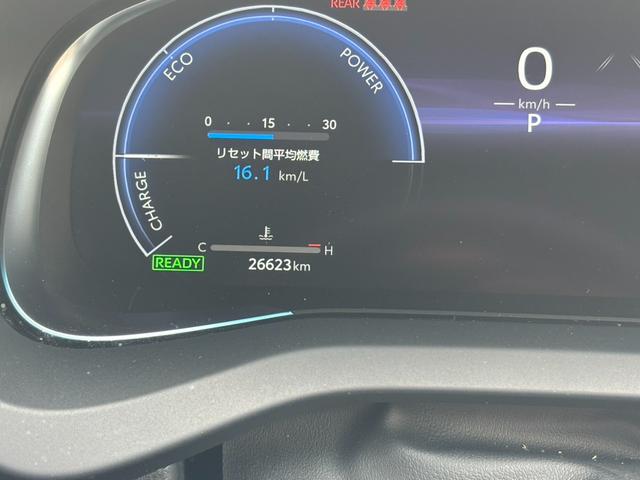 REAR
ECO
POWER
0 · · 15 · · 30
リセット間平均燃費
16.1 km/L
CHARGE
C H
READY
26623km
0
km/h
P